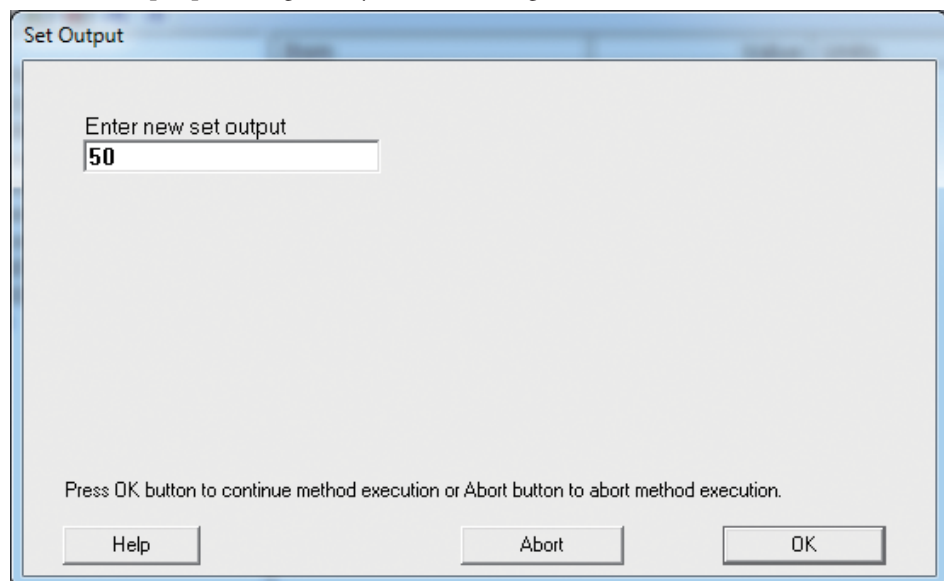 Set Output
Enter new set output
50
Press OK button to continue method execution or Abort button to abort method execution.
Help
Abort
OK